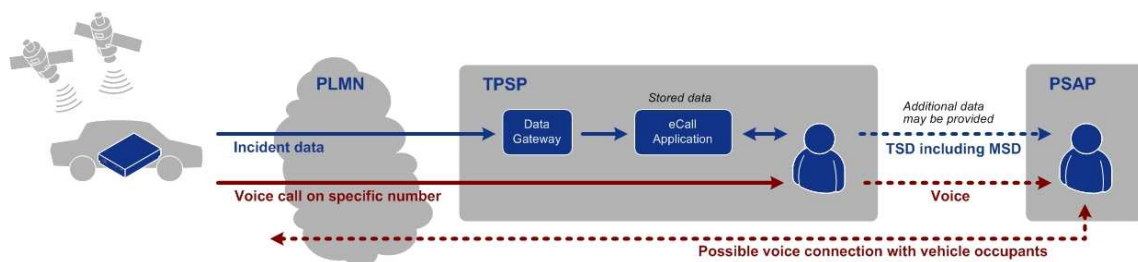 PLMN
TPSP
PSAP
Stored data
Data
Gateway
eCall
Application
Additional data
may be provided
Incident data
TSD including MSD
Voice call on specific number
Voice
Possible voice connection with vehicle occupants